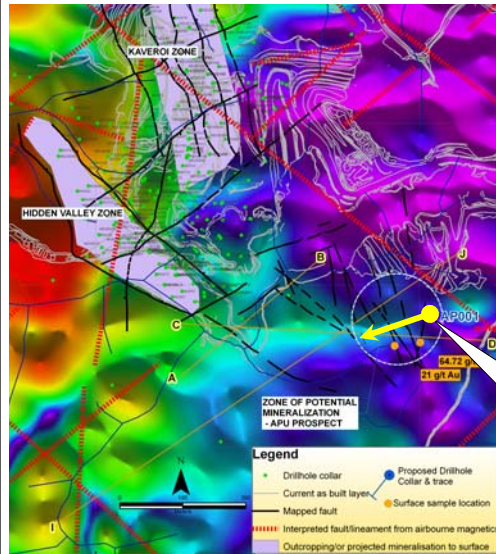 KAVEROI ZONE
HIDDEN VALLEY ZONE
B
J
C
AP001
D
A
64.72 g/
21 g/t Au
ZONE OF POTENTIAL
MINERALIZATION
- APU PROSPECT
N
I
Legend
Drillhole collar
Proposed Drillhole
Collar & trace
Current as built layer
Surface sample location
Mapped fault
Interpreted fault/lineament from airbourne magnetic
Outcropping/or projected mineralisation to surface